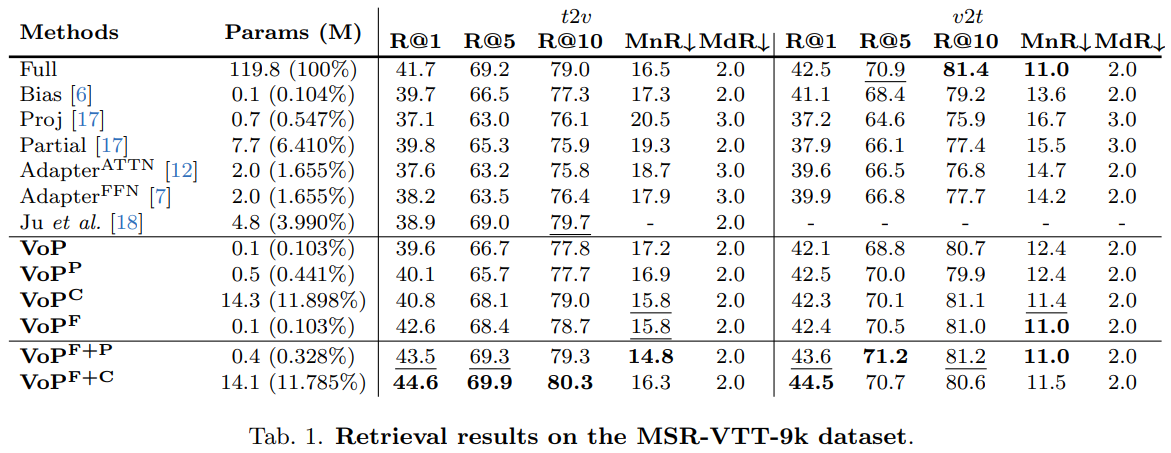 t2v v2t
Methods Params (M) R@1 R@5 R@10 MnR↓ MdR↓ R@1 R@5 R@10 MnR↓ MdR↓
Full 119.8 (100%) 41.7 69.2 79.0 16.5 2.0 42.5 70.9 81.4 11.0 2.0
Bias [6] 0.1 (0.104%) 39.7 66.5 77.3 17.3 2.0 41.1 68.4 79.2 13.6 2.0
Proj [17] 0.7 (0.547%) 37.1 63.0 76.1 20.5 3.0 37.2 64.6 75.9 16.7 3.0
Partial [17] 7.7 (6.410%) 39.8 65.3 75.9 19.3 2.0 37.9 66.1 77.4 15.5 3.0
Adapter^ATTN [12] 2.0 (1.655%) 37.6 63.2 75.8 18.7 3.0 39.6 66.5 76.8 14.7 2.0
Adapter^FFN [7] 2.0 (1.655%) 38.2 63.5 76.4 17.9 3.0 39.9 66.8 77.7 14.2 2.0
Ju et al. [18] 4.8 (3.990%) 38.9 69.0 79.7 - 2.0 - - - - -
VoP 0.1 (0.103%) 39.6 66.7 77.8 17.2 2.0 42.1 68.8 80.7 12.4 2.0
VoP^P 0.5 (0.441%) 40.1 65.7 77.7 16.9 2.0 42.5 70.0 79.9 12.4 2.0
VoP^C 14.3 (11.898%) 40.8 68.1 79.0 15.8 2.0 42.3 70.1 81.1 11.4 2.0
VoP^F 0.1 (0.103%) 42.6 68.4 78.7 15.8 2.0 42.4 70.5 81.0 11.0 2.0
VoP^F+P 0.4 (0.328%) 43.5 69.3 79.3 14.8 2.0 43.6 71.2 81.2 11.0 2.0
VoP^F+C 14.1 (11.785%) 44.6 69.9 80.3 16.3 2.0 44.5 70.7 80.6 11.5 2.0
Tab. 1. Retrieval results on the MSR-VTT-9k dataset.